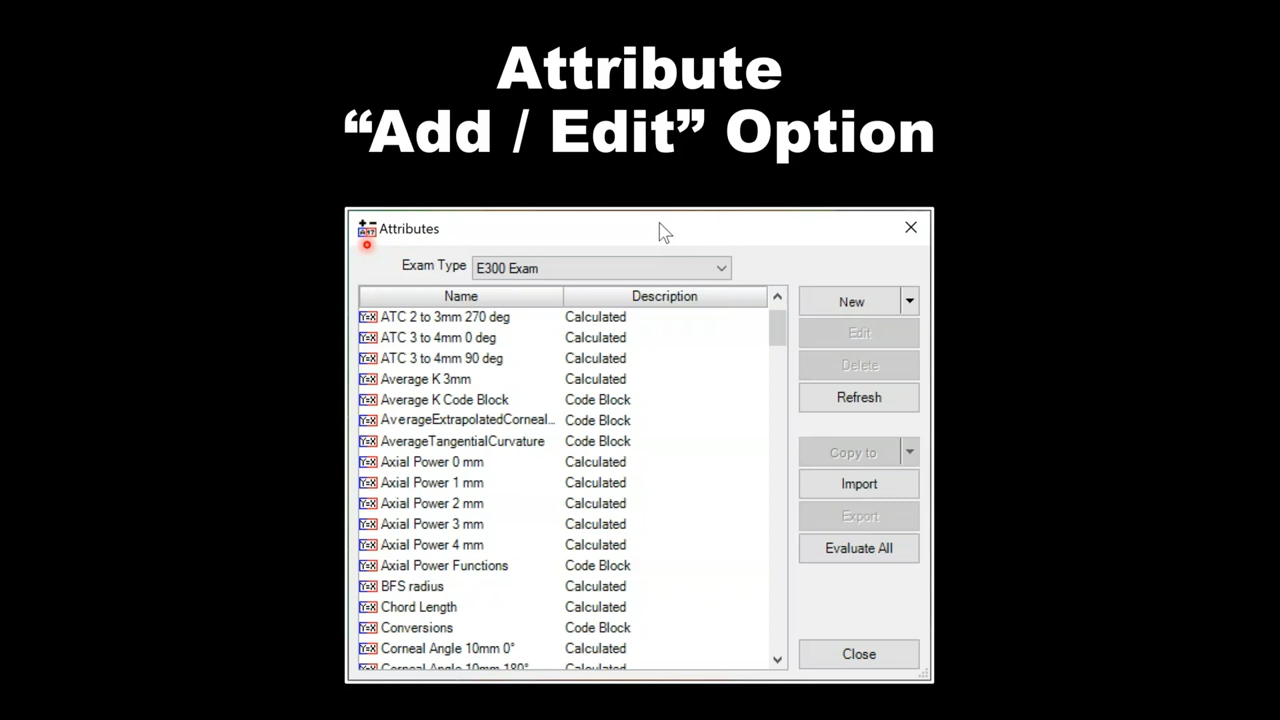 Attribute
“Add / Edit” Option
Attributes
Exam Type E300 Exam
Name Description
ATC 2 to 3mm 270 deg Calculated
ATC 3 to 4mm 0 deg Calculated
ATC 3 to 4mm 90 deg Calculated
Average K 3mm Calculated
Average K Code Block Code Block
AverageExtrapolatedCorneal... Code Block
AverageTangentialCurvature Code Block
Axial Power 0 mm Calculated
Axial Power 1 mm Calculated
Axial Power 2 mm Calculated
Axial Power 3 mm Calculated
Axial Power 4 mm Calculated
Axial Power Functions Code Block
BFS radius Calculated
Chord Length Calculated
Conversions Code Block
Corneal Angle 10mm 0° Calculated
Corneal Angle 10mm 180° Calculated
New
Edit
Delete
Refresh
Copy to
Import
Export
Evaluate All
Close